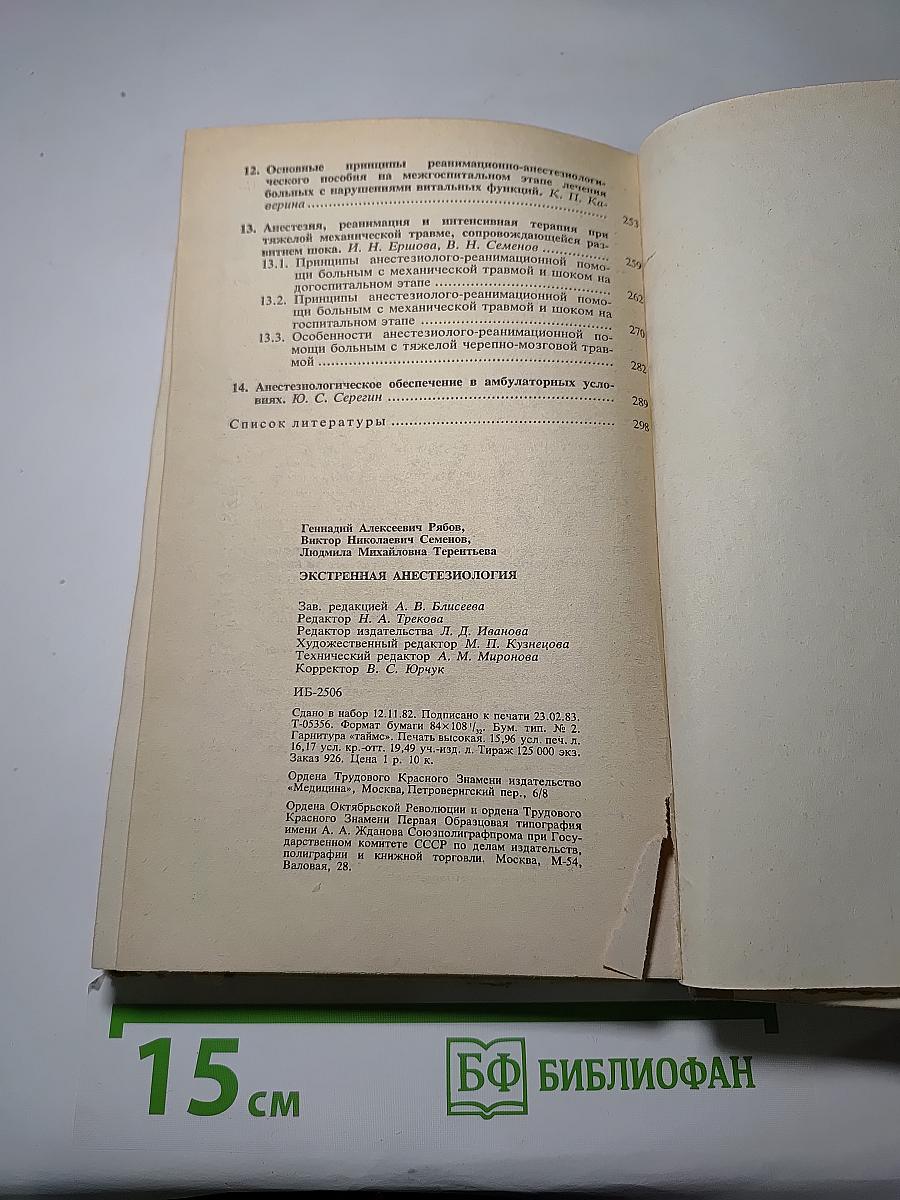 12. Основные принципы реанимационно-анестезиологи-
ческого пособия на межгоспитальном этапе лечения
больных с нарушениями витальных функций. К. П. Ка-
верина ........................ 253
13. Анестезия, реанимация и интенсивная терапия при
тяжелой механической травме, сопровождающейся раз-
витием шока. И. Н. Ершова, В. Н. Семенов ........ 259
13.1. Принципы анестезиолого-реанимационной помо-
щи больным с механической травмой и шоком на
догоспитальном этапе ........................ 262
13.2. Принципы анестезиолого-реанимационной помо-
щи больным с механической травмой и шоком на
госпитальном этапе ........................ 270
13.3. Особенности анестезиолого-реанимационной по-
мощи больным с тяжелой черепно-мозговой трав-
мой ........................ 282
14. Анестезиологическое обеспечение в амбулаторных усло-
виях. Ю. С. Серегин ........................ 289
Список литературы ........................ 298
Геннадий Алексеевич Рябов,
Виктор Николаевич Семенов,
Людмила Михайловна Терентьева
ЭКСТРЕННАЯ АНЕСТЕЗИОЛОГИЯ
Зав. редакцией А. В. Блисеева
Редактор Н. А. Трекова
Редактор издательства Л. Д. Иванова
Художественный редактор М. П. Кузнецова
Технический редактор А. М. Миронова
Корректор В. С. Юрчук
ИБ-2506
Сдано в набор 12.11.82. Подписано к печати 23.02.83.
Т-05356. Формат бумаги 84×108 1/32. Бум. тип. № 2.
Гарнитура «таймс». Печать высокая. 15,96 усл. печ. л.
16,17 усл. кр.-отт. 19,49 уч.-изд. л. Тираж 125 000 экз.
Заказ 926. Цена 1 р. 10 к.
Ордена Трудового Красного Знамени издательство
«Медицина», Москва, Петроверигский пер., 6/8
Ордена Октябрьской Революции и ордена Трудового
Красного Знамени Первая Образцовая типография
имени А. А. Жданова Союзполиграфпрома при Госу-
дарственном комитете СССР по делам издательств,
полиграфии и книжной торговли. Москва, М-54,
Валовая, 28.
15 см
БФ БИБЛИОФАН